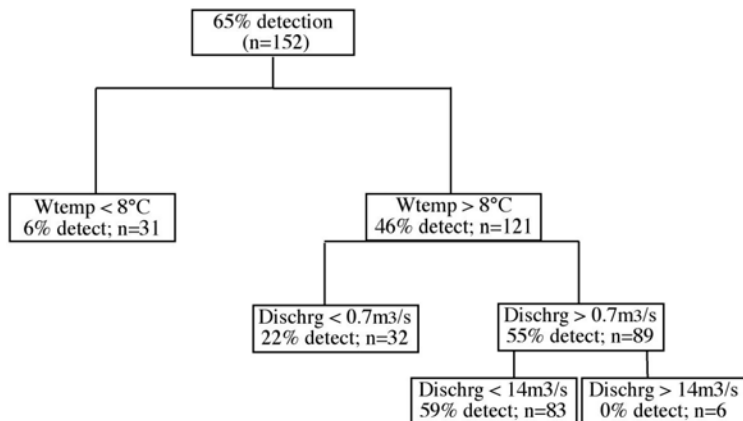 65% detection
(n=152)
Wtemp < 8°C
6% detect; n=31
Wtemp > 8°C
46% detect; n=121
Dischrg < 0.7m3/s
22% detect; n=32
Dischrg > 0.7m3/s
55% detect; n=89
Dischrg < 14m3/s
59% detect; n=83
Dischrg > 14m3/s
0% detect; n=6